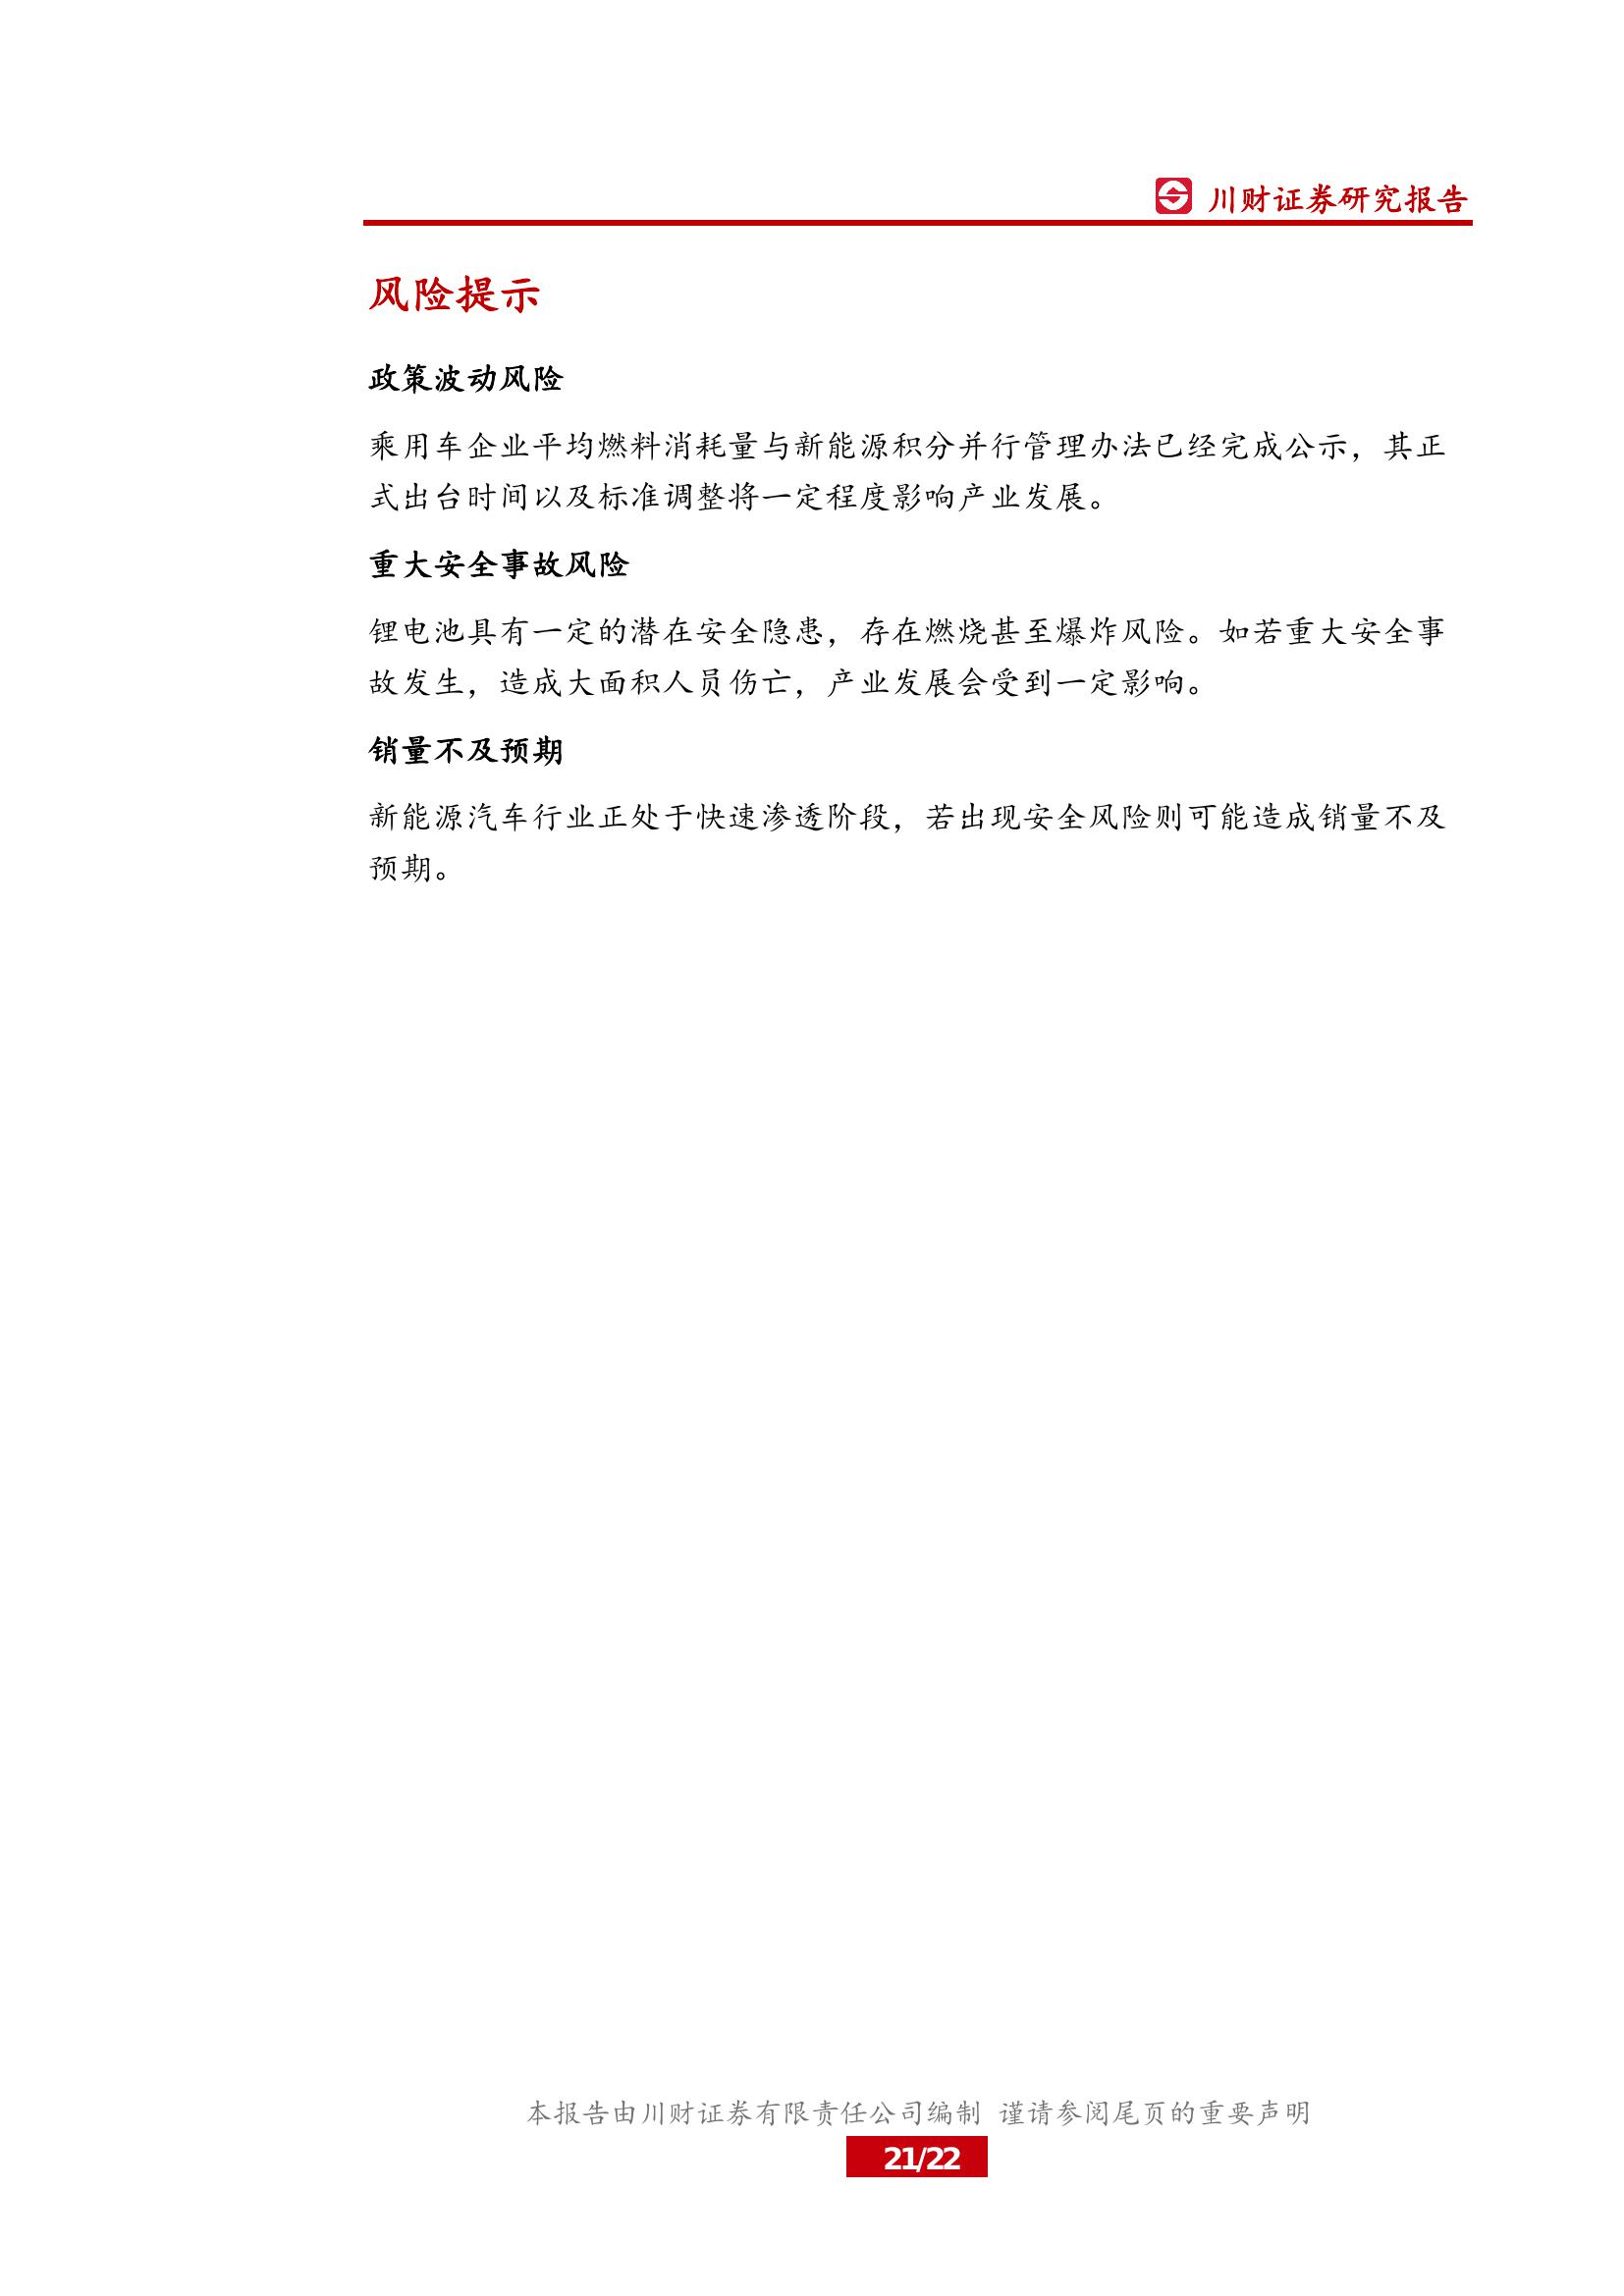 川财证券研究报告
风险提示
政策波动风险
乘用车企业平均燃料消耗量与新能源积分并行管理办法已经完成公示，其正
式出台时间以及标准调整将一定程度影响产业发展。
重大安全事故风险
锂电池具有一定的潜在安全隐患，存在燃烧甚至爆炸风险。如若重大安全事
故发生，造成大面积人员伤亡，产业发展会受到一定影响。
销量不及预期
新能源汽车行业正处于快速渗透阶段，若出现安全风险则可能造成销量不及
预期。
本报告由川财证券有限责任公司编制 谨请参阅尾页的重要声明
21/22